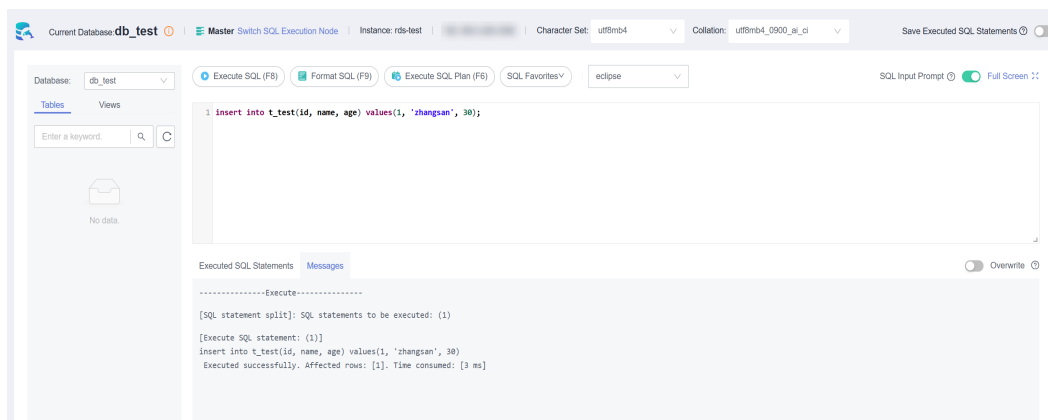 Current Database:db_test
Master Switch SQL Execution Node
Instance: rds-test
Character Set: utf8mb4
Collation: utf8mb4_0900_ai_ci
Save Executed SQL Statements
Database: db_test
Execute SQL (F8)
Format SQL (F9)
Execute SQL Plan (F6)
SQL Favorites
eclipse
SQL Input Prompt
Full Screen
Tables Views
Enter a keyword.
No data.
1 insert into t_test(id, name, age) values(1, 'zhangsan', 30);
Executed SQL Statements Messages
Overwrite
---------------Execute---------------
[SQL statement split]: SQL statements to be executed: (1)
[Execute SQL statement: (1)]
insert into t_test(id, name, age) values(1, 'zhangsan', 30)
Executed successfully. Affected rows: [1]. Time consumed: [3 ms]